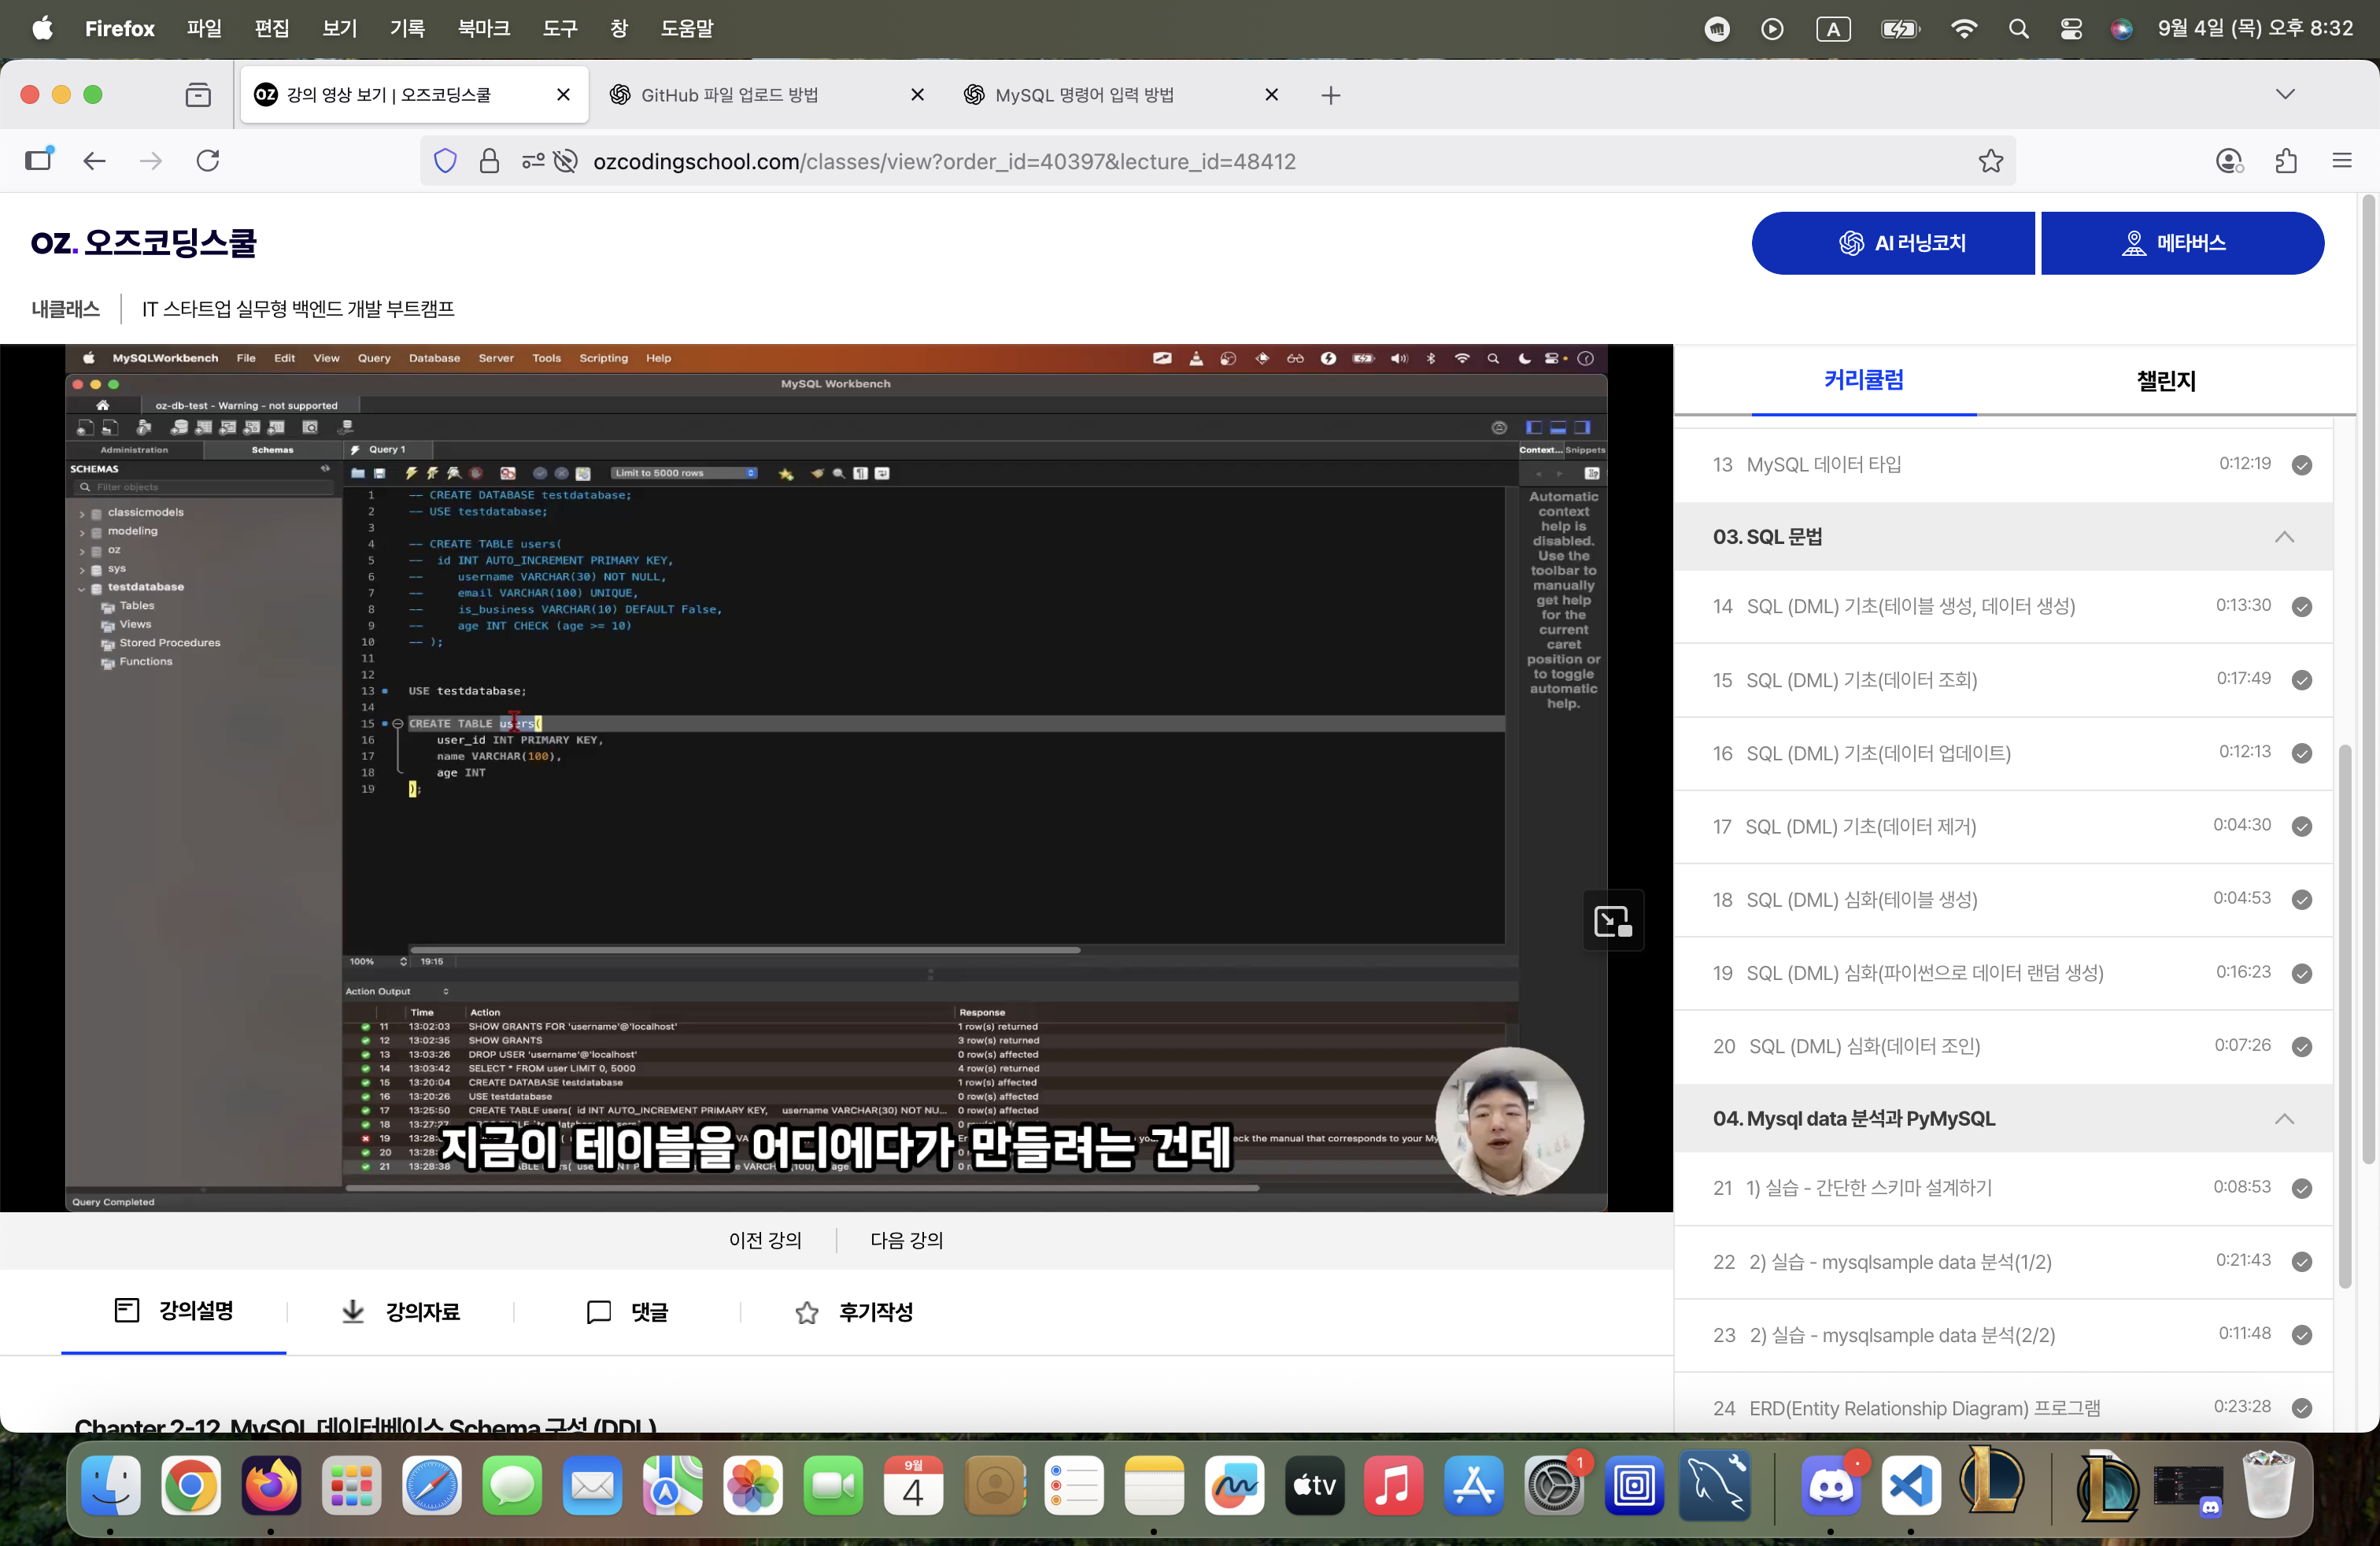 Firefox 파일 편집 보기 기록 북마크 도구 창 도움말
A
9월 4일 (목) 오후 8:32
OZ 강의 영상 보기 | 오즈코딩스쿨
GitHub 파일 업로드 방법
MySQL 명령어 입력 방법
ozcodingschool.com/classes/view?order_id=40397&lecture_id=48412
oz. 오즈코딩스쿨
AI 러닝코치
메타버스
내클래스
IT 스타트업 실무형 백엔드 개발 부트캠프
MySQLWorkbench File Edit View Query Database Server Tools Scripting Help
MySQL Workbench
oz-db-test - Warning - not supported
Administration
Schemas
Query 1
Context...
Snippets
SCHEMAS
Filter objects
Limit to 5000 rows
classicmodels
modeling
oz
sys
testdatabase
Tables
Views
Stored Procedures
Functions
1 -- CREATE DATABASE testdatabase;
2 -- USE testdatabase;
3
4 -- CREATE TABLE users(
5 -- id INT AUTO_INCREMENT PRIMARY KEY,
6 -- username VARCHAR(30) NOT NULL,
7 -- email VARCHAR(100) UNIQUE,
8 -- is_business VARCHAR(10) DEFAULT False,
9 -- age INT CHECK (age >= 10)
10 -- );
11
12
13 USE testdatabase;
14
15 CREATE TABLE users(
16 user_id INT PRIMARY KEY,
17 name VARCHAR(100),
18 age INT
19 );
Automatic
context
help is
disabled.
Use the
toolbar to
manually
get help
for the
current
caret
position or
to toggle
automatic
help.
100% 19:15
Action Output
Time Action Response
11 13:02:03 SHOW GRANTS FOR 'username'@'localhost' 1 row(s) returned
12 13:02:35 SHOW GRANTS 3 row(s) returned
13 13:03:26 DROP USER 'username'@'localhost' 0 row(s) affected
14 13:03:42 SELECT * FROM user LIMIT 0, 5000 4 row(s) returned
15 13:20:04 CREATE DATABASE testdatabase 1 row(s) affected
16 13:20:26 USE testdatabase 0 row(s) affected
17 13:25:50 CREATE TABLE users( id INT AUTO_INCREMENT PRIMARY KEY, username VARCHAR(30) NOT NU... 0 row(s) affected
18 13:27:27
19 13:28: eck the manual that corresponds to your My
20 13:28:
21 13:28:38
지금이 테이블을 어디에다가 만들려는 건데
Query Completed
이전 강의
다음 강의
강의설명
강의자료
댓글
후기작성
Chapter 2-12. MySQL 데이터베이스 Schema 구성 (DDL)
커리큘럼
챌린지
13 MySQL 데이터 타입 0:12:19
03. SQL 문법
14 SQL (DML) 기초(테이블 생성, 데이터 생성) 0:13:30
15 SQL (DML) 기초(데이터 조회) 0:17:49
16 SQL (DML) 기초(데이터 업데이트) 0:12:13
17 SQL (DML) 기초(데이터 제거) 0:04:30
18 SQL (DML) 심화(테이블 생성) 0:04:53
19 SQL (DML) 심화(파이썬으로 데이터 랜덤 생성) 0:16:23
20 SQL (DML) 심화(데이터 조인) 0:07:26
04. Mysql data 분석과 PyMySQL
21 1) 실습 - 간단한 스키마 설계하기 0:08:53
22 2) 실습 - mysqlsample data 분석(1/2) 0:21:43
23 2) 실습 - mysqlsample data 분석(2/2) 0:11:48
24 ERD(Entity Relationship Diagram) 프로그램 0:23:28
9월
4
tv
1